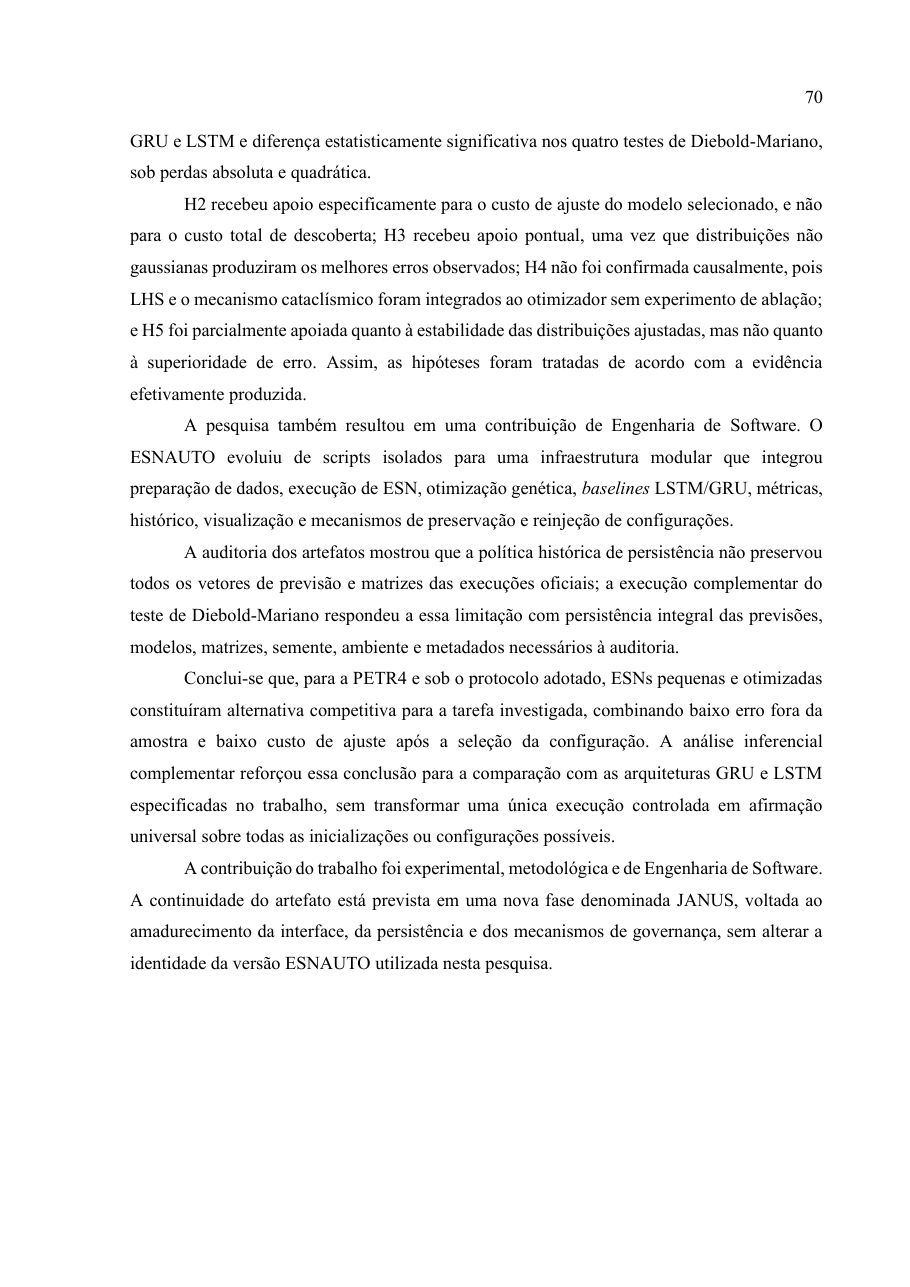 70
GRU e LSTM e diferença estatisticamente significativa nos quatro testes de Diebold-Mariano,
sob perdas absoluta e quadrática.
H2 recebeu apoio especificamente para o custo de ajuste do modelo selecionado, e não
para o custo total de descoberta; H3 recebeu apoio pontual, uma vez que distribuições não
gaussianas produziram os melhores erros observados; H4 não foi confirmada causalmente, pois
LHS e o mecanismo cataclísmico foram integrados ao otimizador sem experimento de ablação;
e H5 foi parcialmente apoiada quanto à estabilidade das distribuições ajustadas, mas não quanto
à superioridade de erro. Assim, as hipóteses foram tratadas de acordo com a evidência
efetivamente produzida.
A pesquisa também resultou em uma contribuição de Engenharia de Software. O
ESNAUTO evoluiu de scripts isolados para uma infraestrutura modular que integrou
preparação de dados, execução de ESN, otimização genética, baselines LSTM/GRU, métricas,
histórico, visualização e mecanismos de preservação e reinjeção de configurações.
A auditoria dos artefatos mostrou que a política histórica de persistência não preservou
todos os vetores de previsão e matrizes das execuções oficiais; a execução complementar do
teste de Diebold-Mariano respondeu a essa limitação com persistência integral das previsões,
modelos, matrizes, semente, ambiente e metadados necessários à auditoria.
Conclui-se que, para a PETR4 e sob o protocolo adotado, ESNs pequenas e otimizadas
constituíram alternativa competitiva para a tarefa investigada, combinando baixo erro fora da
amostra e baixo custo de ajuste após a seleção da configuração. A análise inferencial
complementar reforçou essa conclusão para a comparação com as arquiteturas GRU e LSTM
especificadas no trabalho, sem transformar uma única execução controlada em afirmação
universal sobre todas as inicializações ou configurações possíveis.
A contribuição do trabalho foi experimental, metodológica e de Engenharia de Software.
A continuidade do artefato está prevista em uma nova fase denominada JANUS, voltada ao
amadurecimento da interface, da persistência e dos mecanismos de governança, sem alterar a
identidade da versão ESNAUTO utilizada nesta pesquisa.